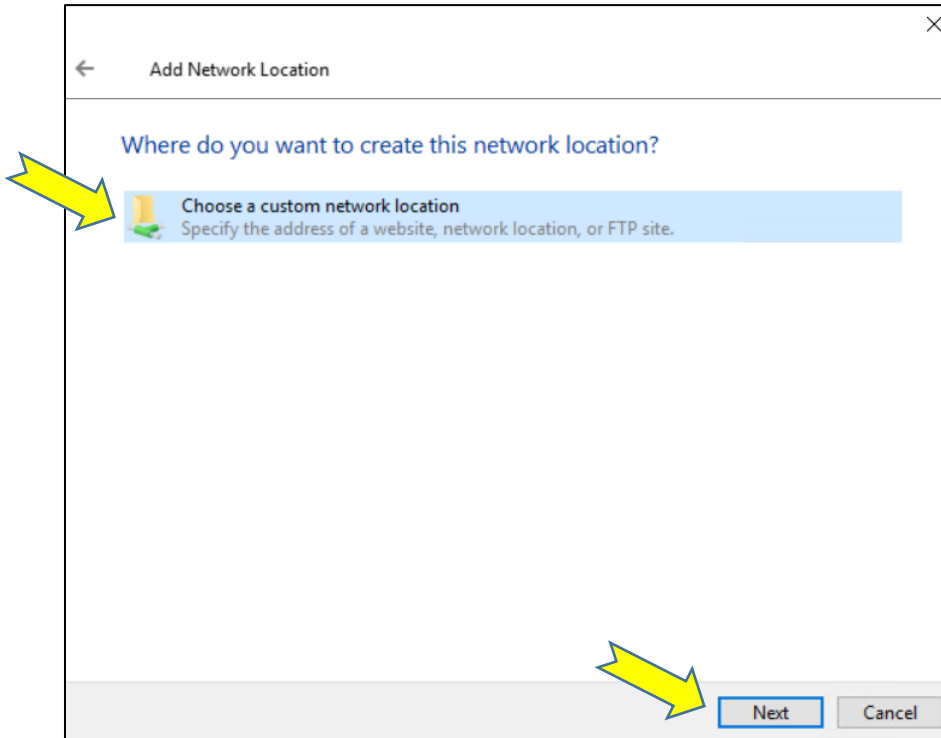 Add Network Location
Where do you want to create this network location?
Choose a custom network location
Specify the address of a website, network location, or FTP site.
Next
Cancel